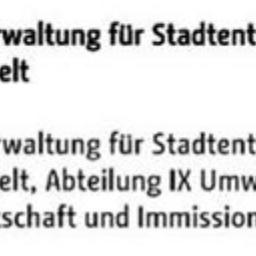 rwaltung für Stadtent
elt
rwaltung für Stadtent
elt, Abteilung IX Umw
tschaft und Immission